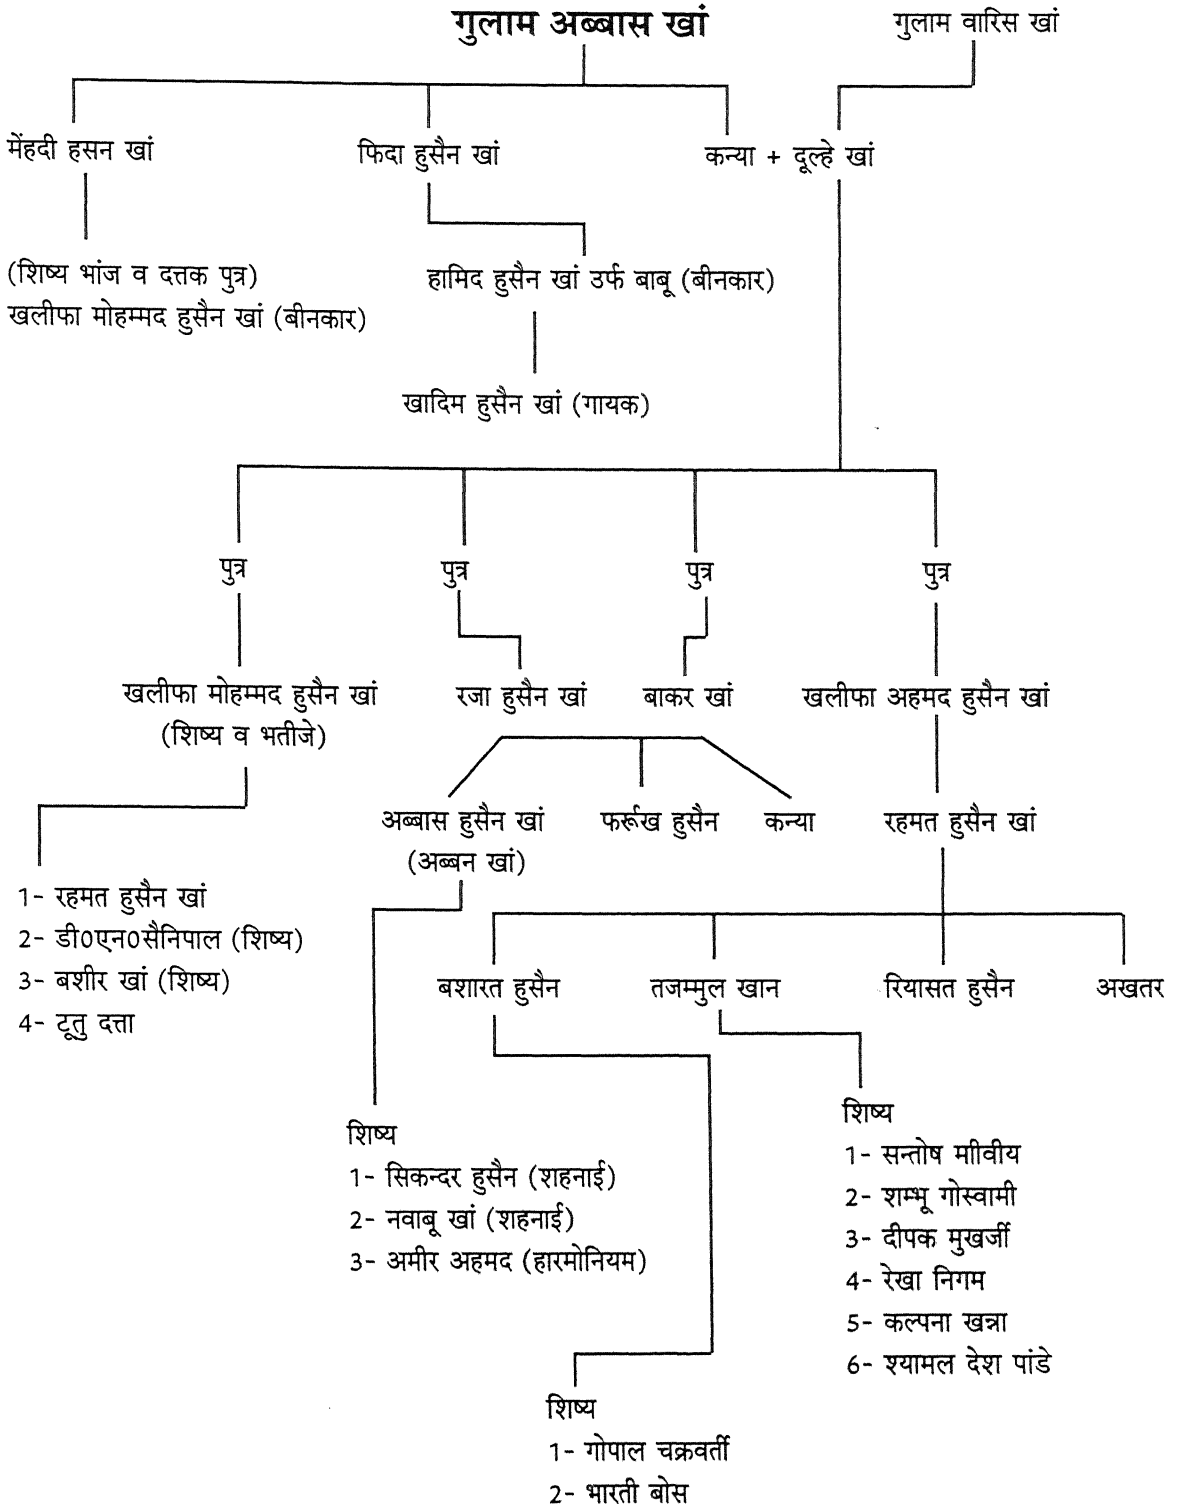 गुलाम अब्बास खां
गुलाम वारिस खां
मेंहदी हसन खां
फिदा हुसैन खां
कन्या + दूल्हे खां
(शिष्य भांज व दत्तक पुत्र)
खलीफा मोहम्मद हुसैन खां (बीनकार)
हामिद हुसैन खां उर्फ बाबू (बीनकार)
खादिम हुसैन खां (गायक)
पुत्र
पुत्र
पुत्र
पुत्र
खलीफा मोहम्मद हुसैन खां
(शिष्य व भतीजे)
रजा हुसैन खां
बाकर खां
खलीफा अहमद हुसैन खां
अब्बास हुसैन खां
(अब्बन खां)
फर्रूख हुसैन
कन्या
रहमत हुसैन खां
1- रहमत हुसैन खां
2- डी0एन0सैनिपाल (शिष्य)
3- बशीर खां (शिष्य)
4- टूतु दत्ता
बशारत हुसैन
तजम्मुल खान
रियासत हुसैन
अखतर
शिष्य
1- सिकन्दर हुसैन (शहनाई)
2- नवाबू खां (शहनाई)
3- अमीर अहमद (हारमोनियम)
शिष्य
1- सन्तोष माीवीय
2- शम्भू गोस्वामी
3- दीपक मुखर्जी
4- रेखा निगम
5- कल्पना खन्ना
6- श्यामल देश पांडे
शिष्य
1- गोपाल चक्रवर्ती
2- भारती बोस